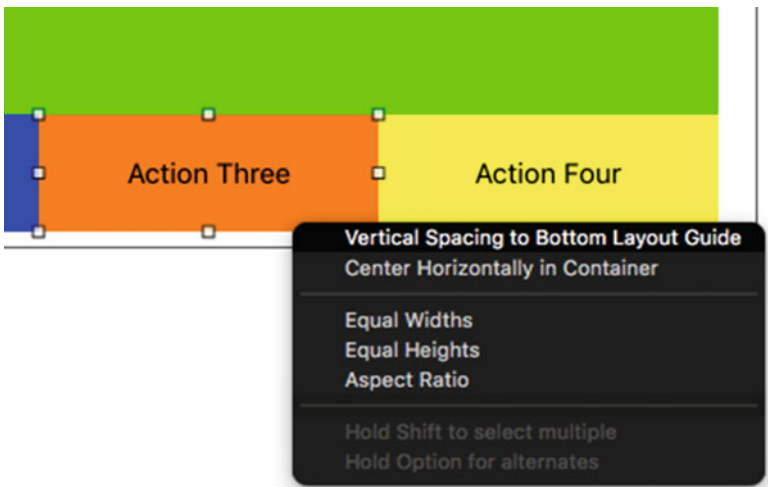 Action Three
Action Four
Vertical Spacing to Bottom Layout Guide
Center Horizontally in Container
Equal Widths
Equal Heights
Aspect Ratio
Hold Shift to select multiple
Hold Option for alternates